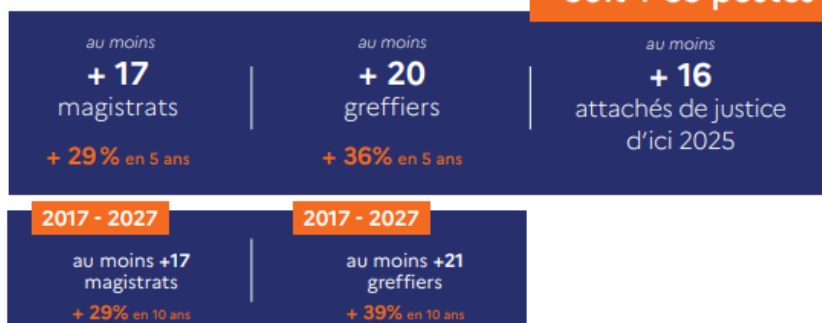 postes
au moins
+ 17
magistrats
+ 29 % en 5 ans
au moins
+ 20
greffiers
+ 36% en 5 ans
au moins
+ 16
attachés de justice
d'ici 2025
2017 - 2027
au moins +17
magistrats
+ 29% en 10 ans
2017 - 2027
au moins +21
greffiers
+ 39% en 10 ans